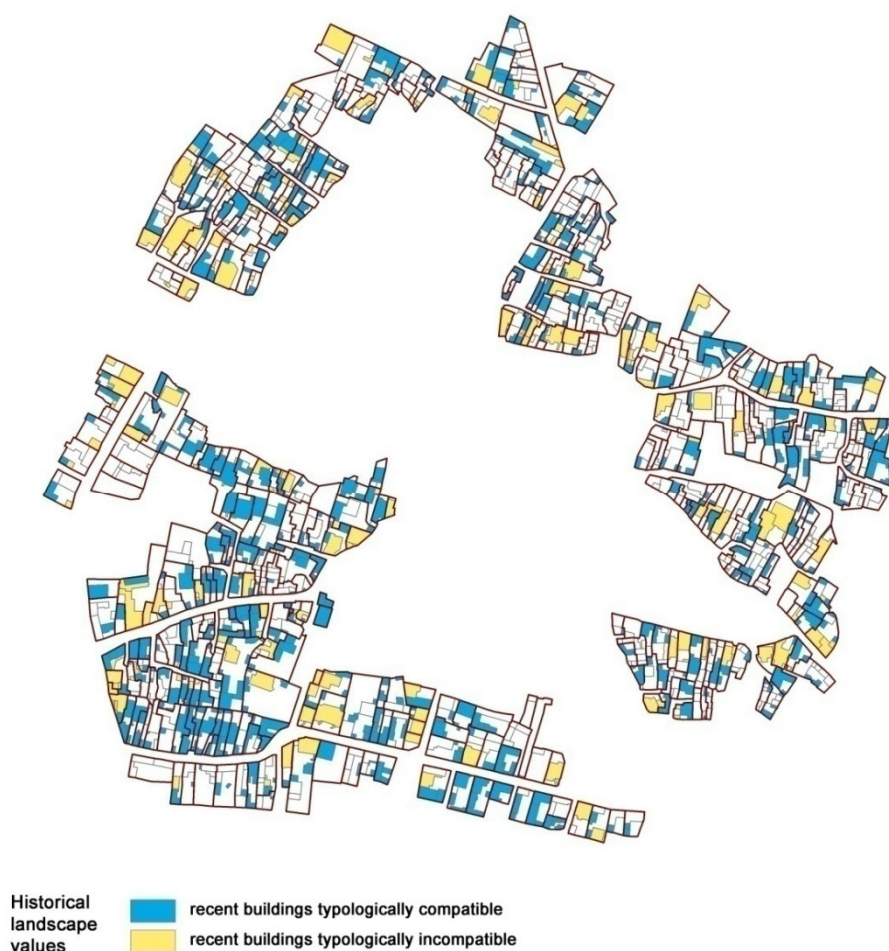 Historical
landscape
values
recent buildings typologically compatible
recent buildings typologically incompatible